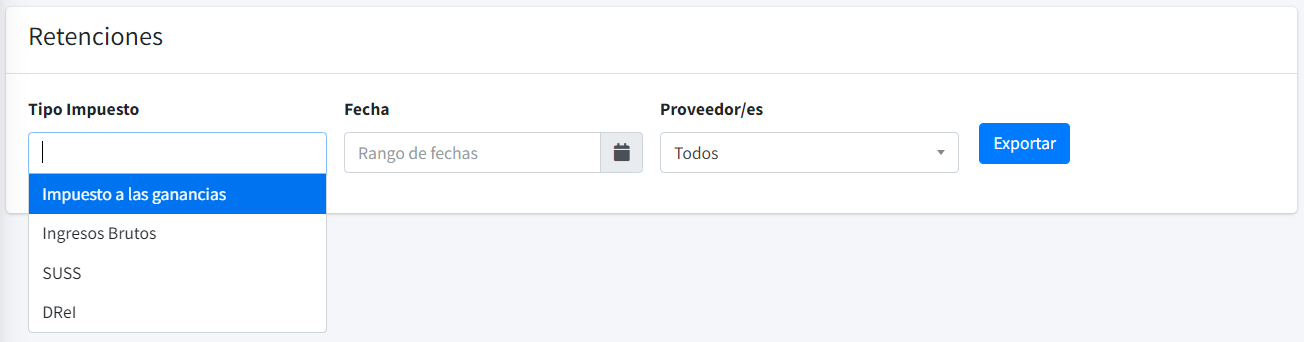 Retenciones
Tipo Impuesto
Fecha
Proveedor/es
Rango de fechas
Todos
Exportar
Impuesto a las ganancias
Ingresos Brutos
SUSS
DReI